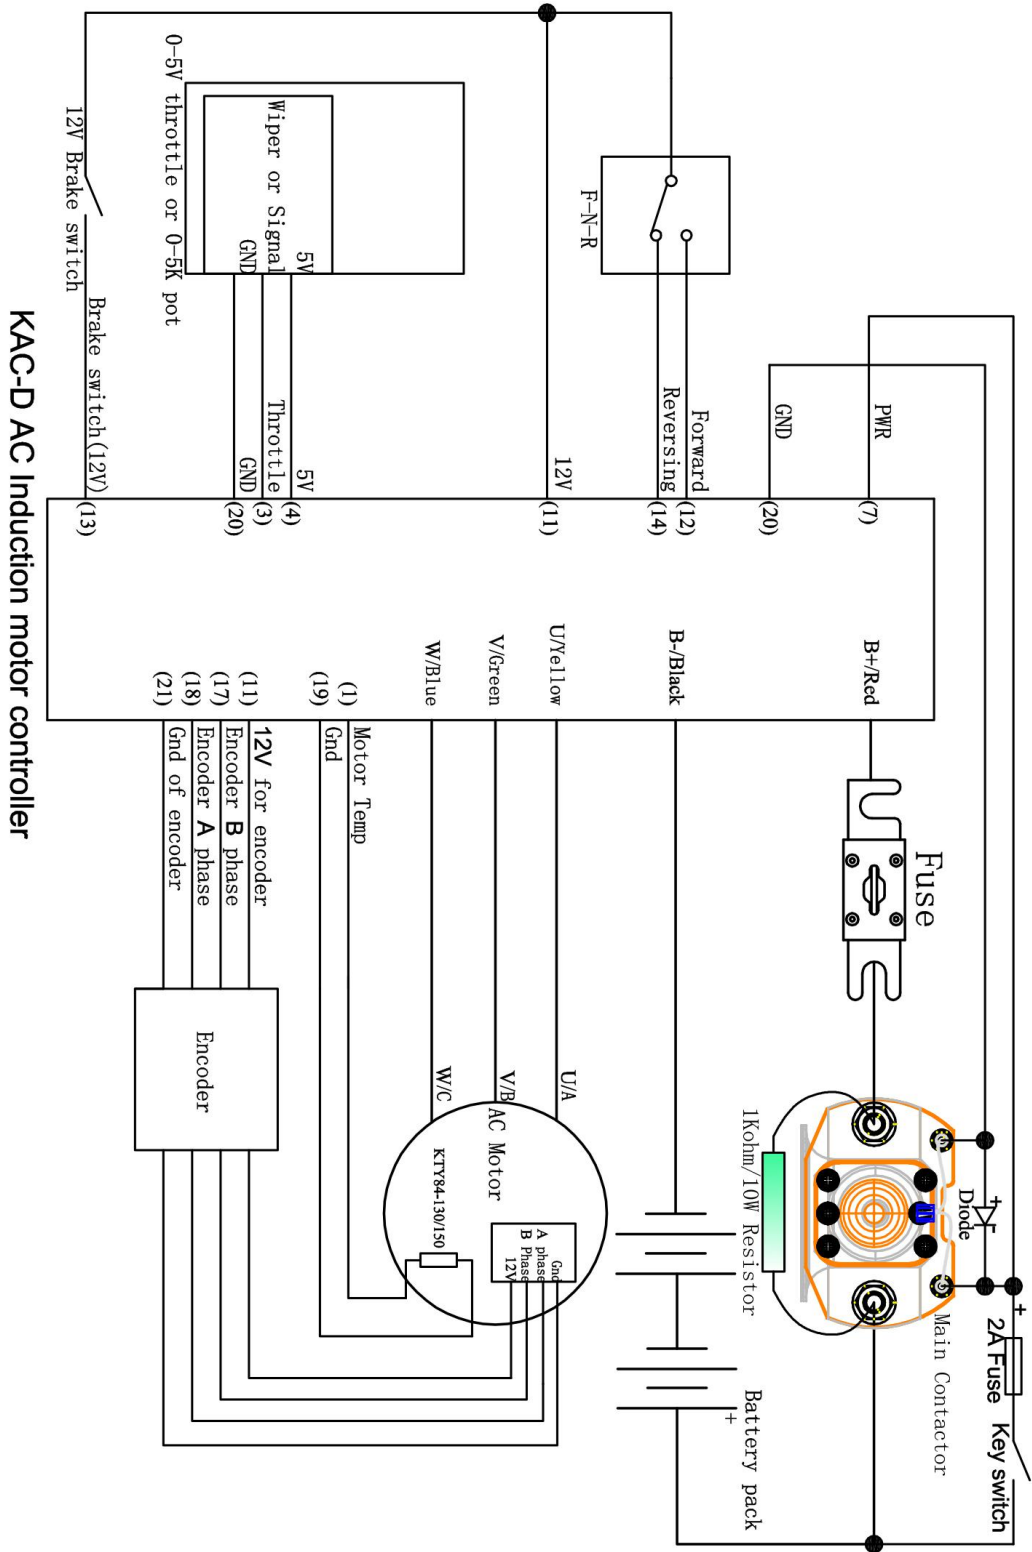 +
2A Fuse
Key switch
+
-
Diode
Main Contactor
Fuse
PWR
(7)
B+/Red
GND
(20)
1Kohm/10W Resistor
Battery pack
+
Forward
(12)
Reversing
(14)
B-/Black
F-N-R
12V
(11)
U/Yellow
U/A
V/Green
V/B
AC Motor
Gnd
A phase
B Phase
12V
W/Blue
W/C
KTY84-130/150
5V
5V
(4)
Wiper or Signal
Throttle
(3)
GND
GND
(20)
0-5V throttle or 0-5K pot
(1)
Motor Temp
(19)
Gnd
(11)
12V for encoder
(17)
Encoder B phase
(18)
Encoder A phase
(21)
Gnd of encoder
Encoder
12V Brake switch
Brake switch(12V)
(13)
KAC-D AC Induction motor controller